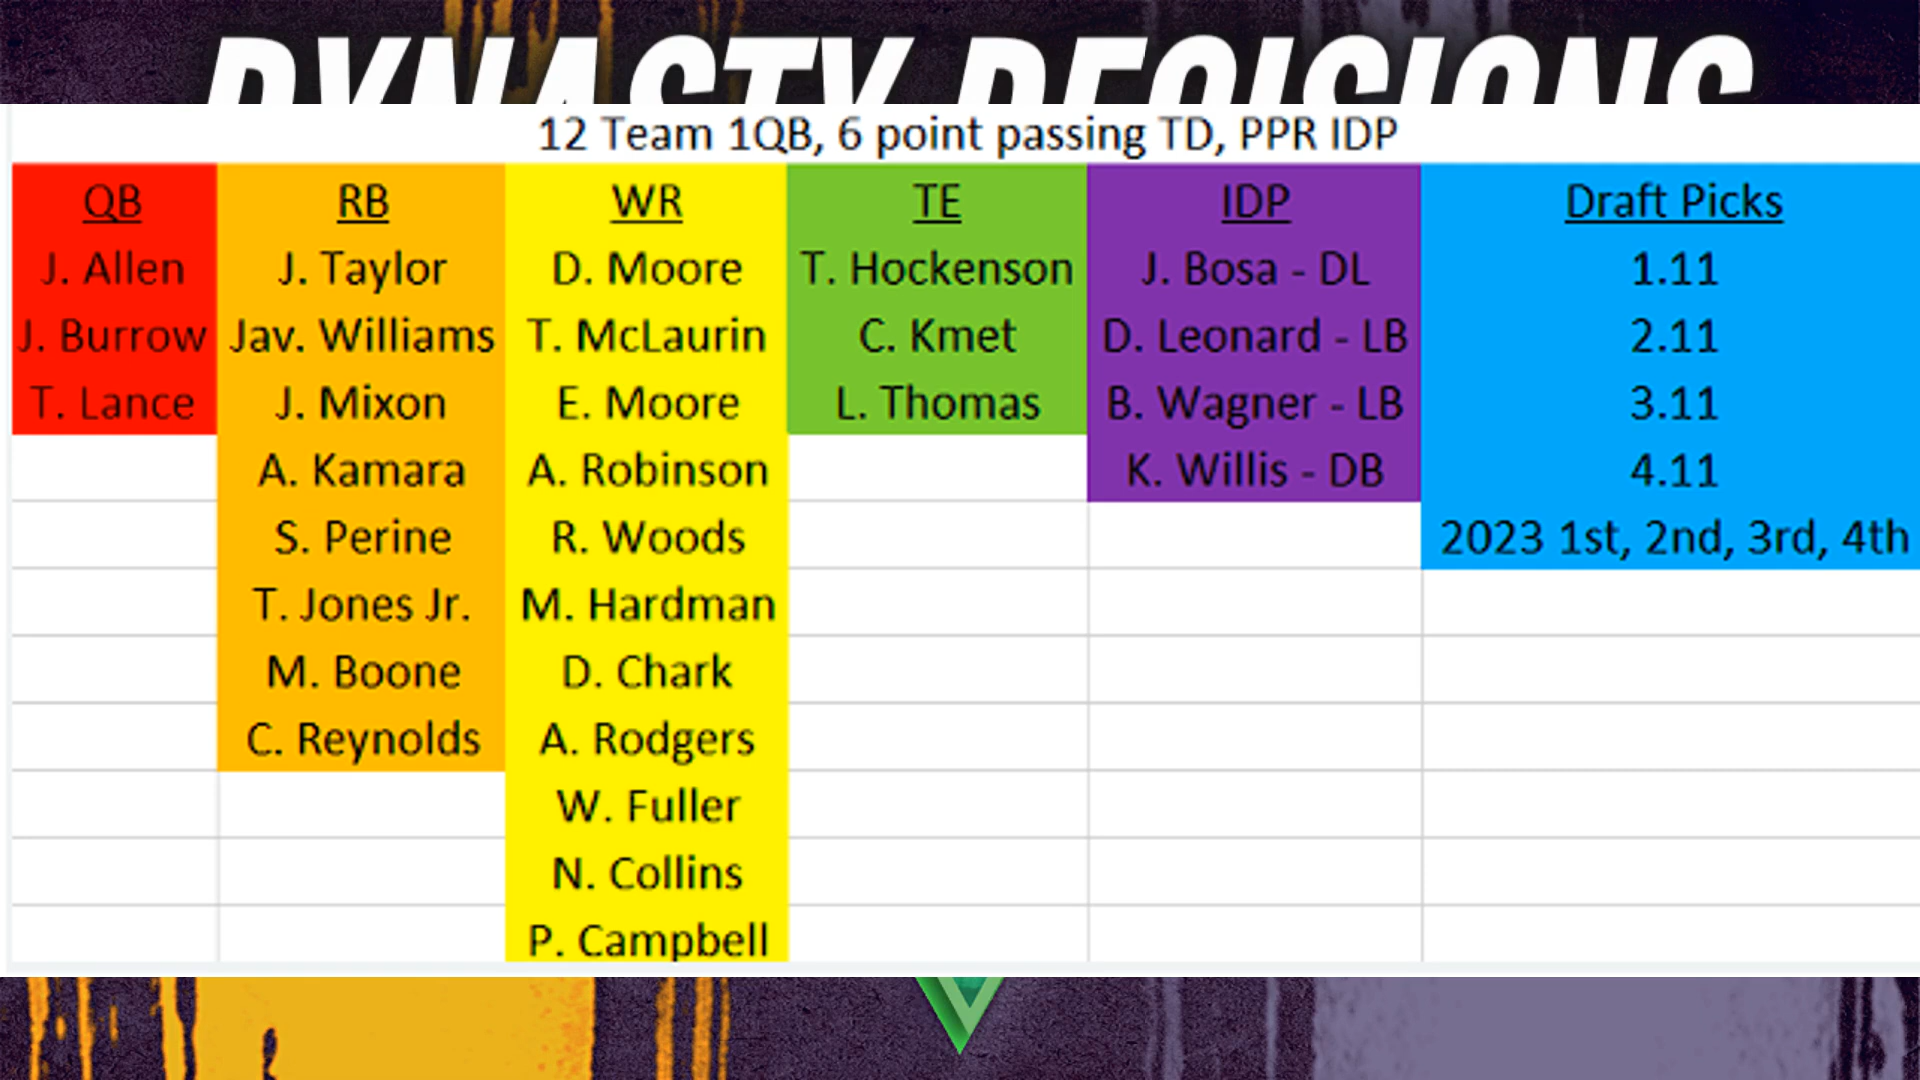 DYNASTY DECISIONS
12 Team 1QB, 6 point passing TD, PPR IDP
QB RB WR TE IDP Draft Picks
J. Allen J. Taylor D. Moore T. Hockenson J. Bosa - DL 1.11
J. Burrow Jav. Williams T. McLaurin C. Kmet D. Leonard - LB 2.11
T. Lance J. Mixon E. Moore L. Thomas B. Wagner - LB 3.11
A. Kamara A. Robinson K. Willis - DB 4.11
S. Perine R. Woods 2023 1st, 2nd, 3rd, 4th
T. Jones Jr. M. Hardman
M. Boone D. Chark
C. Reynolds A. Rodgers
W. Fuller
N. Collins
P. Campbell